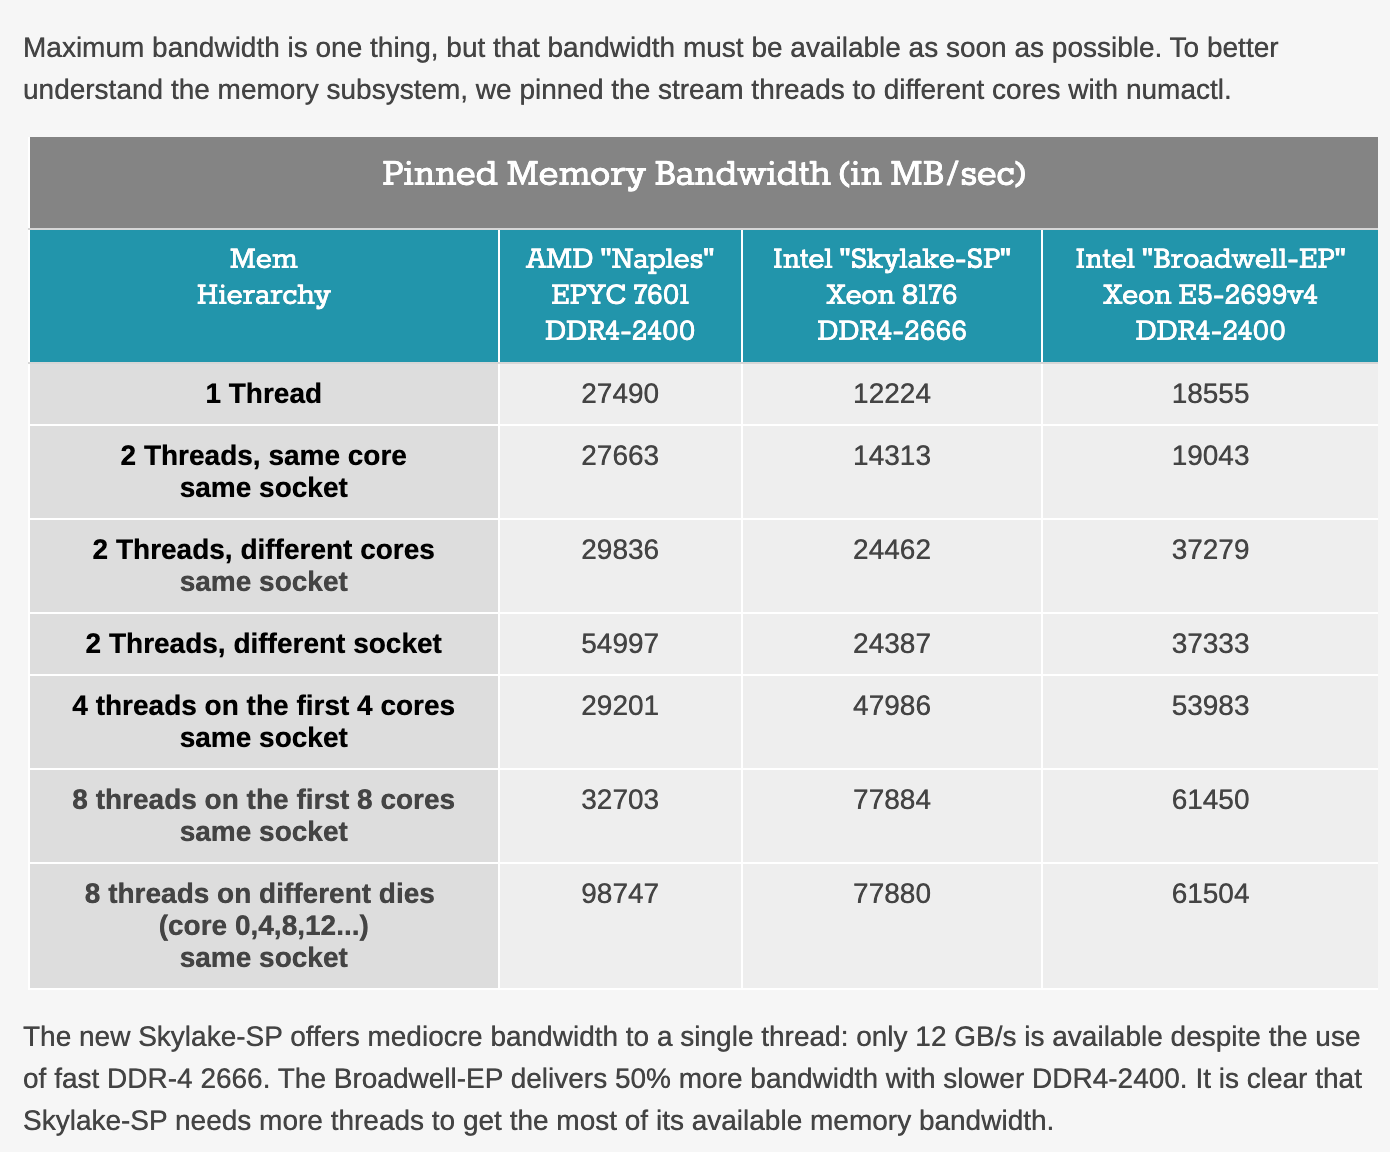 Maximum bandwidth is one thing, but that bandwidth must be available as soon as possible. To better
understand the memory subsystem, we pinned the stream threads to different cores with numactl.
Pinned Memory Bandwidth (in MB/sec)
Mem
Hierarchy
AMD "Naples"
EPYC 7601
DDR4-2400
Intel "Skylake-SP"
Xeon 8176
DDR4-2666
Intel "Broadwell-EP"
Xeon E5-2699v4
DDR4-2400
1 Thread
27490
12224
18555
2 Threads, same core
same socket
27663
14313
19043
2 Threads, different cores
same socket
29836
24462
37279
2 Threads, different socket
54997
24387
37333
4 threads on the first 4 cores
same socket
29201
47986
53983
8 threads on the first 8 cores
same socket
32703
77884
61450
8 threads on different dies
(core 0,4,8,12...)
same socket
98747
77880
61504
The new Skylake-SP offers mediocre bandwidth to a single thread: only 12 GB/s is available despite the use
of fast DDR-4 2666. The Broadwell-EP delivers 50% more bandwidth with slower DDR4-2400. It is clear that
Skylake-SP needs more threads to get the most of its available memory bandwidth.